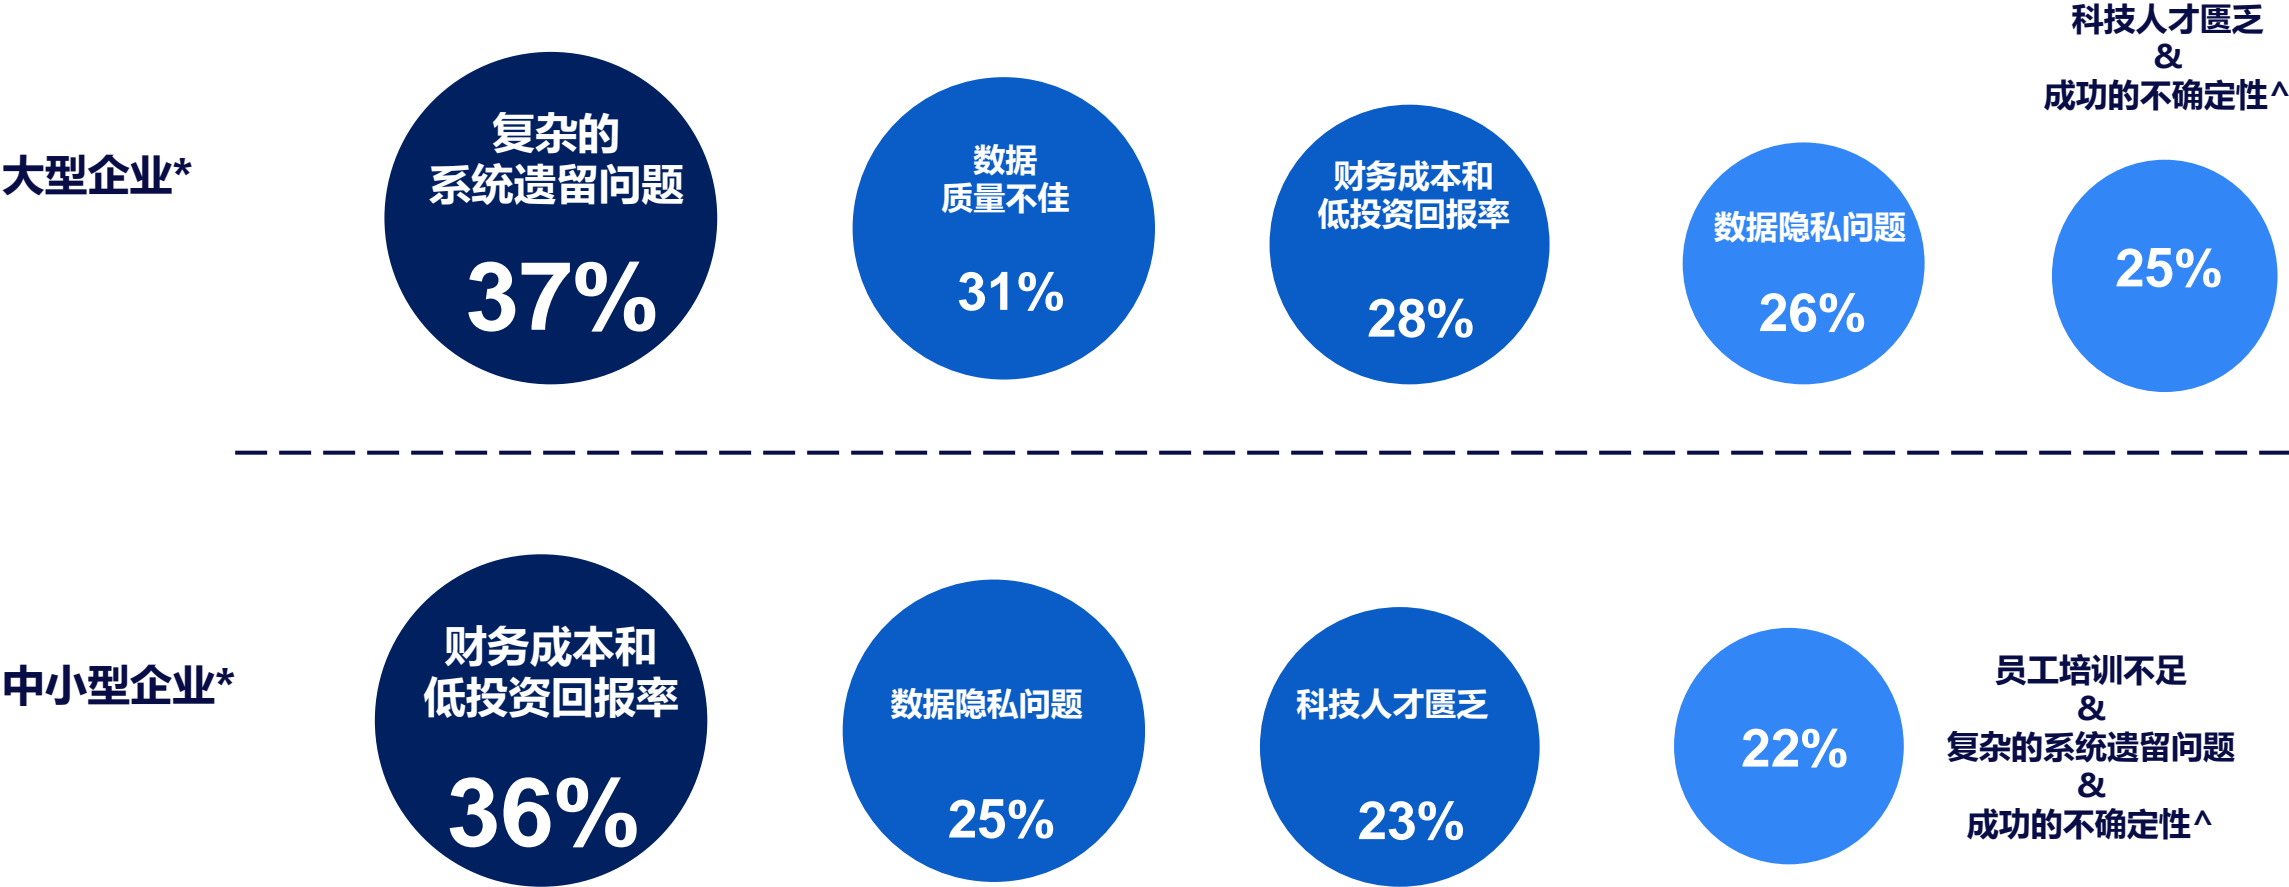 大型企业*
复杂的
系统遗留问题
37%
数据
质量不佳
31%
财务成本和
低投资回报率
28%
数据隐私问题
26%
科技人才匮乏
&
成功的不确定性^
25%
中小型企业*
财务成本和
低投资回报率
36%
数据隐私问题
25%
科技人才匮乏
23%
22%
员工培训不足
&
复杂的系统遗留问题
&
成功的不确定性^